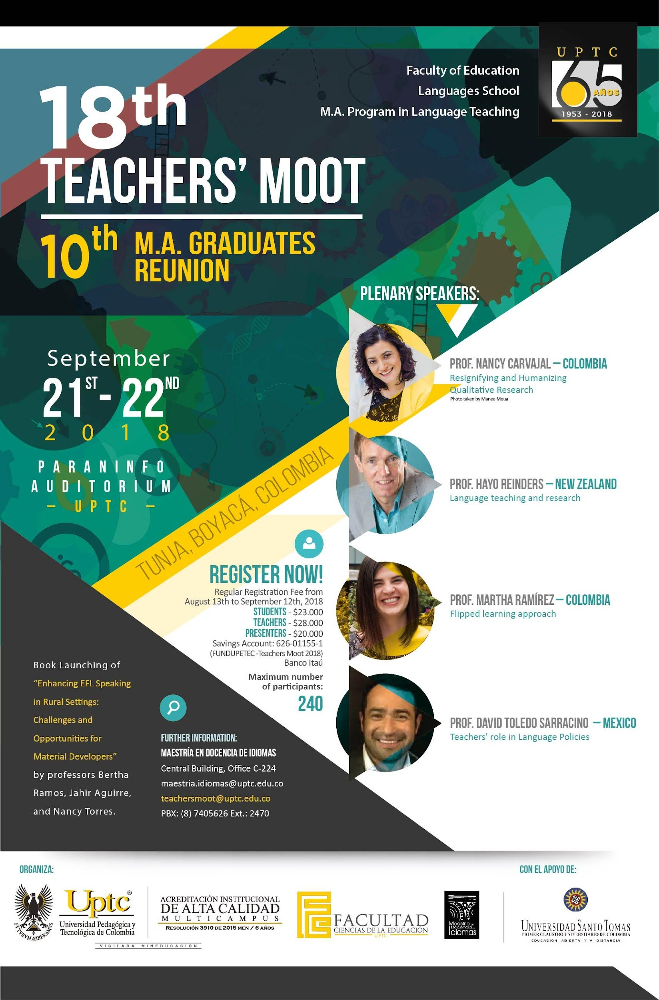 Faculty of Education
Languages School
M.A. Program in Language Teaching
U P T C
65
AÑOS
1953 - 2018
18th
TEACHERS' MOOT
10th M.A. GRADUATES
REUNION
PLENARY SPEAKERS:
September
21ST - 22ND
2 0 1 8
PARANINFO
AUDITORIUM
– UPTC –
TUNJA, BOYACÁ, COLOMBIA
PROF. NANCY CARVAJAL – COLOMBIA
Resignifying and Humanizing
Qualitative Research
Photo taken by Manee Moua
PROF. HAYO REINDERS – NEW ZEALAND
Language teaching and research
PROF. MARTHA RAMÍREZ – COLOMBIA
Flipped learning approach
PROF. DAVID TOLEDO SARRACINO – MEXICO
Teachers' role in Language Policies
REGISTER NOW!
Regular Registration Fee from
August 13th to September 12th, 2018
STUDENTS - $23.000
TEACHERS - $28.000
PRESENTERS - $20.000
Savings Account: 626-01155-1
(FUNDUPETEC -Teachers Moot 2018)
Banco Itaú
Maximum number
of participants:
240
Book Launching of
“Enhancing EFL Speaking
in Rural Settings:
Challenges and
Opportunities for
Material Developers”
by professors Bertha
Ramos, Jahir Aguirre,
and Nancy Torres.
FURTHER INFORMATION:
MAESTRÍA EN DOCENCIA DE IDIOMAS
Central Building, Office C-224
maestria.idiomas@uptc.edu.co
teachersmoot@uptc.edu.co
PBX: (8) 7405626 Ext.: 2470
ORGANIZA:
CON EL APOYO DE:
FVTVRVM ÆDIFICAMVS
Uptc®
Universidad Pedagógica y
Tecnológica de Colombia
VIGILADA MINEDUCACIÓN
ACREDITACIÓN INSTITUCIONAL
DE ALTA CALIDAD
MULTICAMPUS
RESOLUCIÓN 3910 DE 2015 MEN / 6 AÑOS
FACULTAD
CIENCIAS DE LA EDUCACIÓN
UPTC
Maestría en
Docencia de
Idiomas
UNIVERSIDAD SANTO TOMAS
PRIMER CLAUSTRO UNIVERSITARIO DE COLOMBIA
EDUCACIÓN ABIERTA Y A DISTANCIA